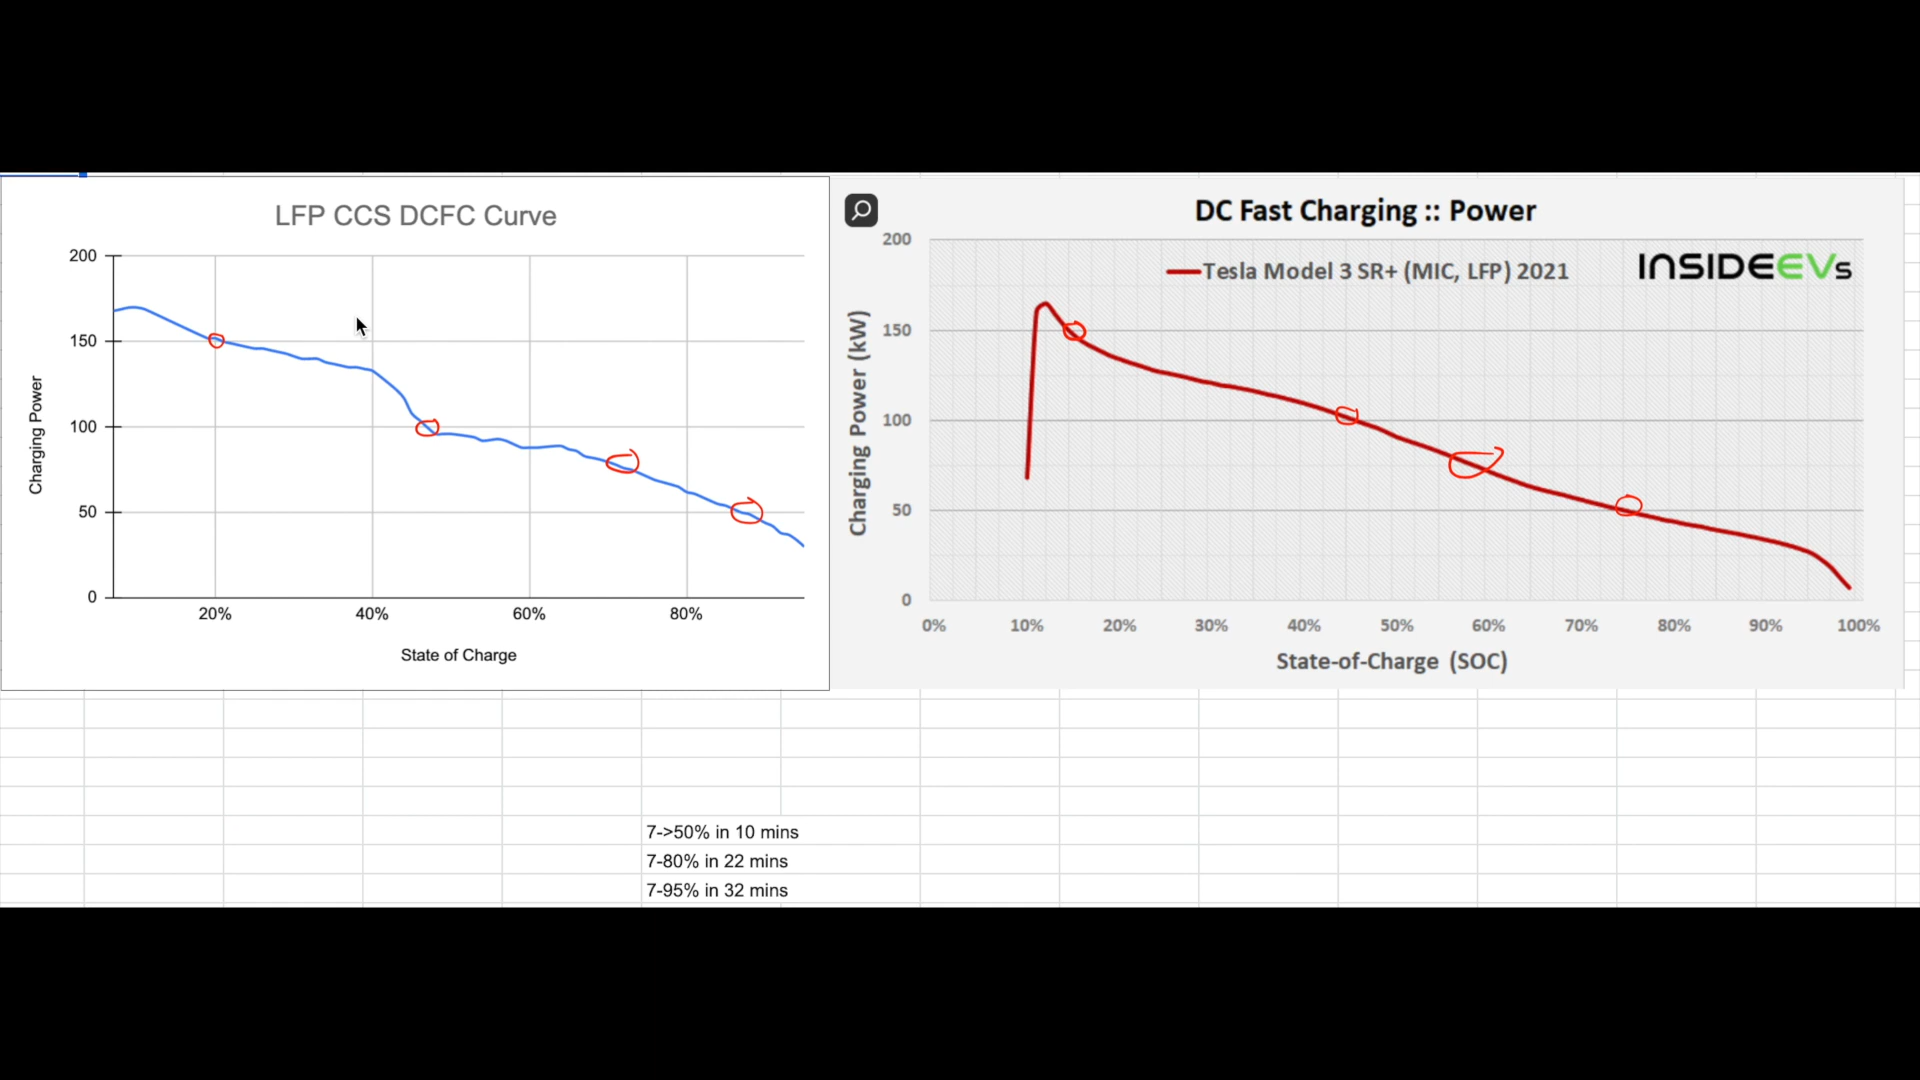 LFP CCS DCFC Curve
200
150
100
50
0
Charging Power
20% 40% 60% 80%
State of Charge
DC Fast Charging :: Power
Tesla Model 3 SR+ (MIC, LFP) 2021
INSIDEEVs
200
150
100
50
0
Charging Power (kW)
0% 10% 20% 30% 40% 50% 60% 70% 80% 90% 100%
State-of-Charge (SOC)
7->50% in 10 mins
7-80% in 22 mins
7-95% in 32 mins